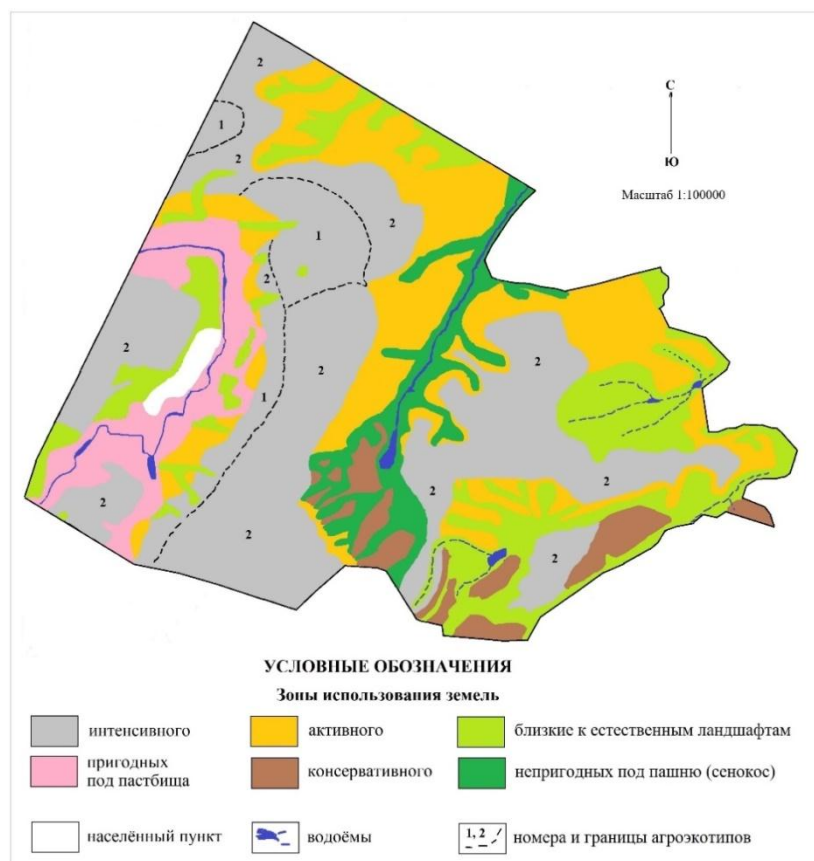 2
С
1
Ю
2
Масштаб 1:100000
2
1
2
2
2
2
1
2
2
2
2
2
УСЛОВНЫЕ ОБОЗНАЧЕНИЯ
Зоны использования земель
интенсивного
активного
близкие к естественным ландшафтам
пригодных
под пастбища
консервативного
непригодных под пашню (сенокос)
населённый пункт
водоёмы
1, 2
номера и границы агроэкотипов